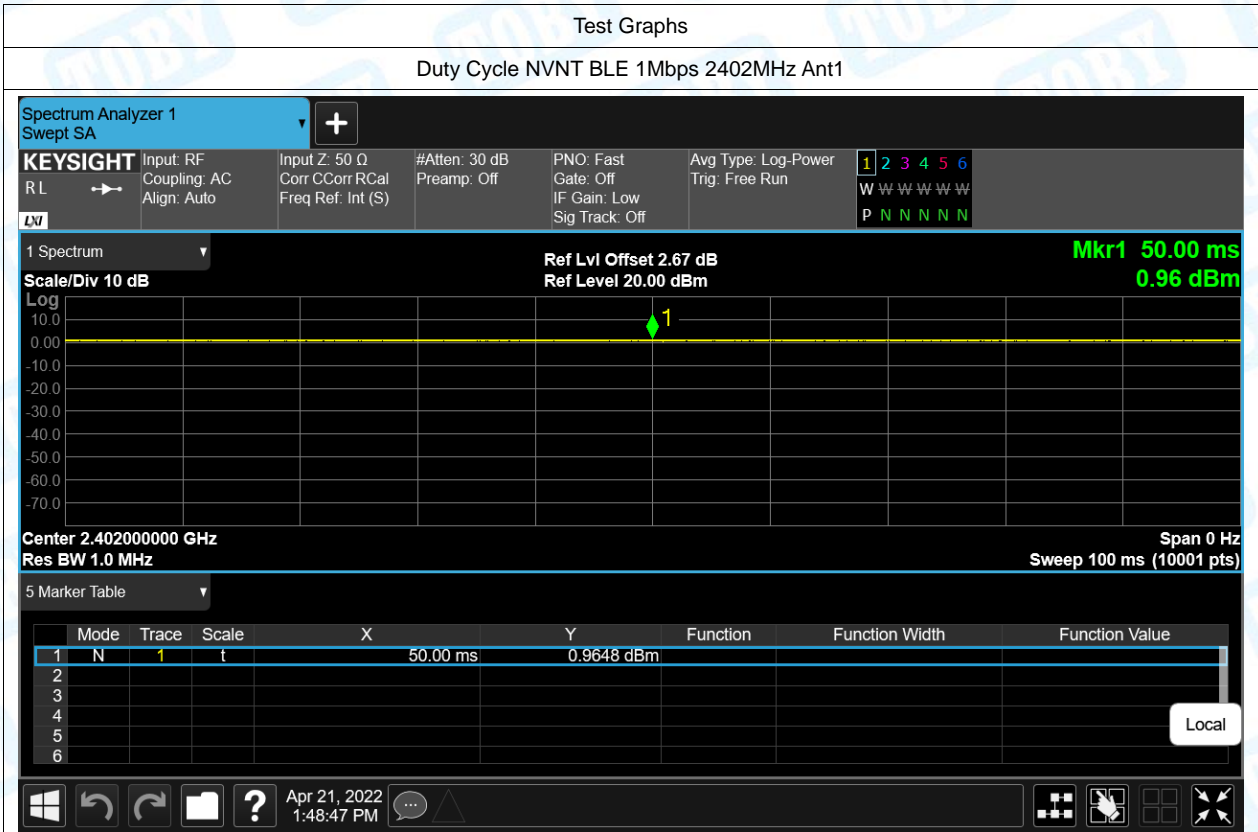 Test Graphs
Duty Cycle NVNT BLE 1Mbps 2402MHz Ant1
Spectrum Analyzer 1
Swept SA
KEYSIGHT
R L
LXI
Input: RF
Coupling: AC
Align: Auto
Input Z: 50 Ω
Corr CCorr RCal
Freq Ref: Int (S)
#Atten: 30 dB
Preamp: Off
PNO: Fast
Gate: Off
IF Gain: Low
Sig Track: Off
Avg Type: Log-Power
Trig: Free Run
1 2 3 4 5 6
W W W W W W
P N N N N N
1 Spectrum
Scale/Div 10 dB
Ref Lvl Offset 2.67 dB
Ref Level 20.00 dBm
Mkr1 50.00 ms
0.96 dBm
Log
10.0
0.00
-10.0
-20.0
-30.0
-40.0
-50.0
-60.0
-70.0
1
Center 2.402000000 GHz
Res BW 1.0 MHz
Span 0 Hz
Sweep 100 ms (10001 pts)
5 Marker Table
Mode Trace Scale X Y Function Function Width Function Value
1 N 1 t 50.00 ms 0.9648 dBm
2
3
4
5
6
Local
?
Apr 21, 2022
1:48:47 PM
TOBY